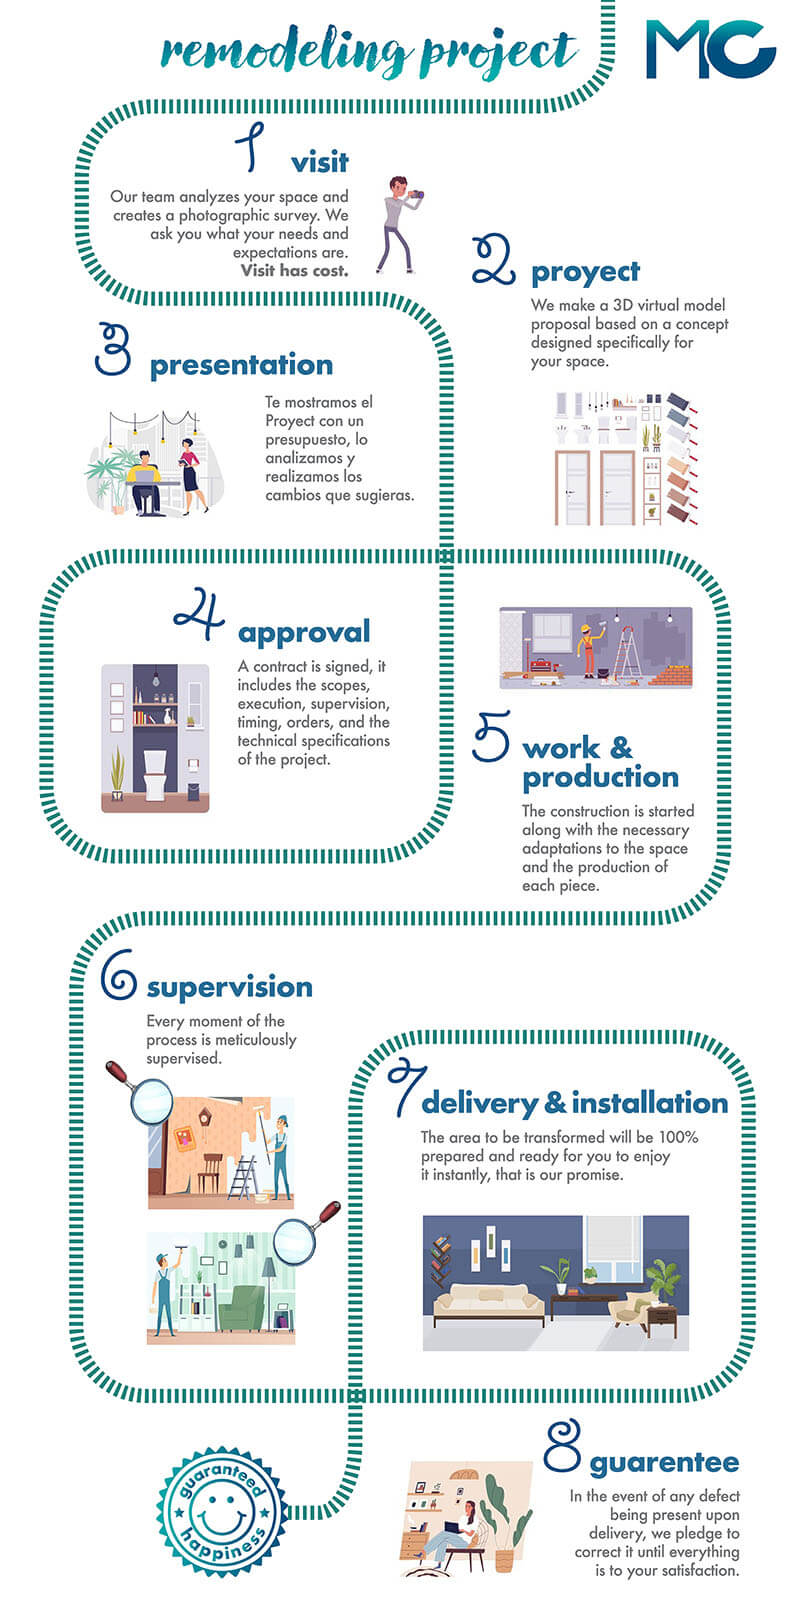 remodeling project
MC
1 visit
Our team analyzes your space and
creates a photographic survey. We
ask you what your needs and
expectations are.
Visit has cost.
2 proyect
We make a 3D virtual model
proposal based on a concept
designed specifically for
your space.
3 presentation
Te mostramos el
Proyect con un
presupuesto, lo
analizamos y
realizamos los
cambios que sugieras.
4 approval
A contract is signed, it
includes the scopes,
execution, supervision,
timing, orders, and the
technical specifications
of the project.
5 work &
production
The construction is started
along with the necessary
adaptations to the space
and the production of
each piece.
6 supervision
Every moment of the
process is meticulously
supervised.
7 delivery & installation
The area to be transformed will be 100%
prepared and ready for you to enjoy
it instantly, that is our promise.
8 guarentee
In the event of any defect
being present upon
delivery, we pledge to
correct it until everything
is to your satisfaction.
guaranteed
happiness